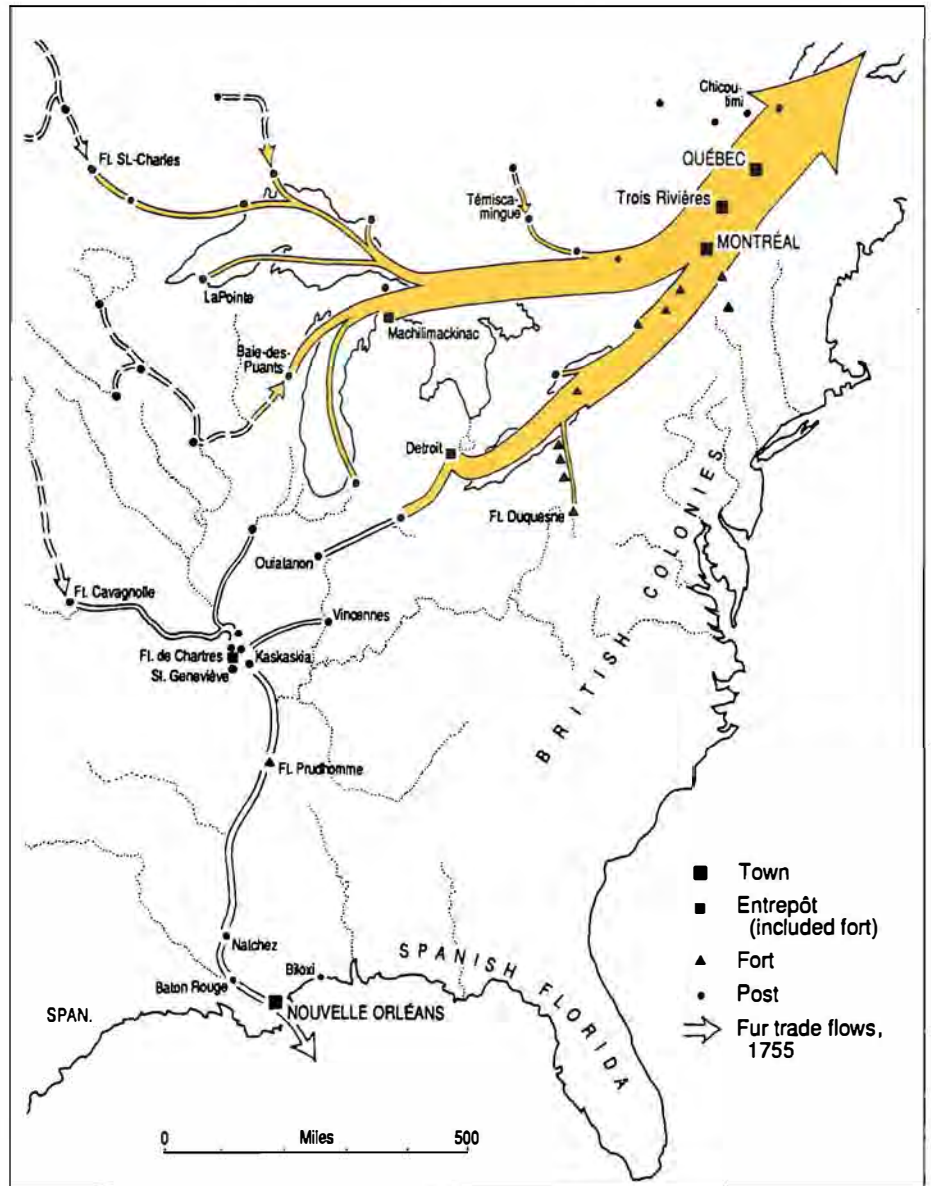 Chicou-
timi
Ft. St.-Charles
QUÉBEC
Témisca-
mingue
Trois Rivières
MONTRÉAL
LaPointe
Machilimackinac
Baie-des-
Puants
Detroit
Ft. Duquesne
Ouiatanon
BRITISH COLONIES
Ft. Cavagnolle
Vincennes
Ft. de Chartres
Kaskaskia
St. Geneviève
Ft. Prudhomme
Natchez
Biloxi
Baton Rouge
SPANISH FLORIDA
SPAN.
NOUVELLE ORLÉANS
Town
Entrepôt
(included fort)
Fort
Post
Fur trade flows,
1755
0 Miles 500